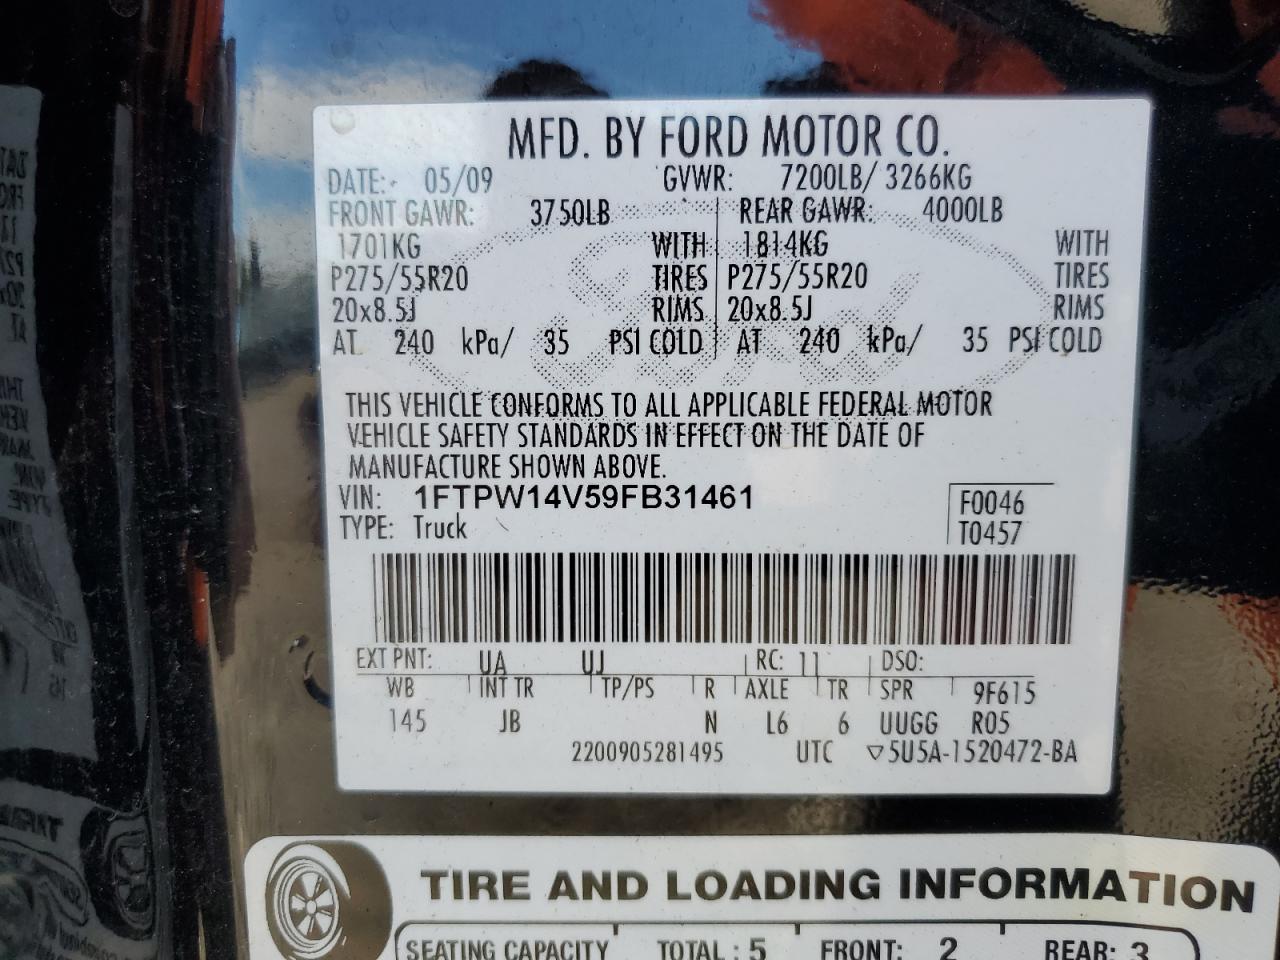 MFD. BY FORD MOTOR CO.
DATE: 05/09 GVWR: 7200LB/ 3266KG
FRONT GAWR: 3750LB REAR GAWR: 4000LB
1701KG WITH 1814KG WITH
P275/55R20 TIRES P275/55R20 TIRES
20x8.5J RIMS 20x8.5J RIMS
AT 240 kPa/ 35 PSI COLD AT 240 kPa/ 35 PSI COLD
THIS VEHICLE CONFORMS TO ALL APPLICABLE FEDERAL MOTOR
VEHICLE SAFETY STANDARDS IN EFFECT ON THE DATE OF
MANUFACTURE SHOWN ABOVE.
VIN: 1FTPW14V59FB31461 F0046
TYPE: Truck T0457
EXT PNT: UA UJ RC: 11 DSO:
WB INT TR TP/PS R AXLE TR SPR 9F615
145 JB N L6 6 UUGG R05
2200905281495 UTC ▽5U5A-1520472-BA
TIRE AND LOADING INFORMATION
SEATING CAPACITY TOTAL : 5 FRONT: 2 REAR: 3